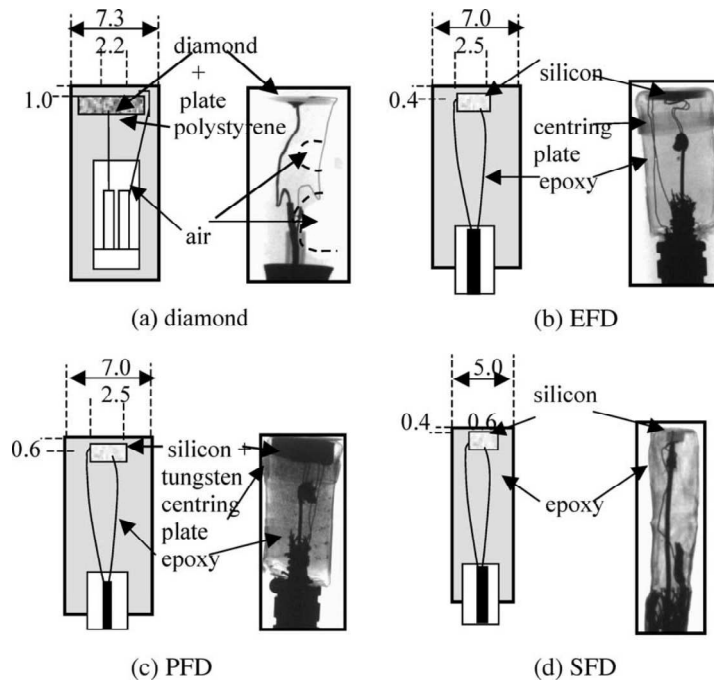 7.3
2.2
1.0
diamond
+
plate
polystyrene
air
(a) diamond
7.0
2.5
0.4
silicon
centring
plate
epoxy
(b) EFD
7.0
2.5
0.6
silicon +
tungsten
centring
plate
epoxy
(c) PFD
5.0
0.4
0.6
silicon
epoxy
(d) SFD